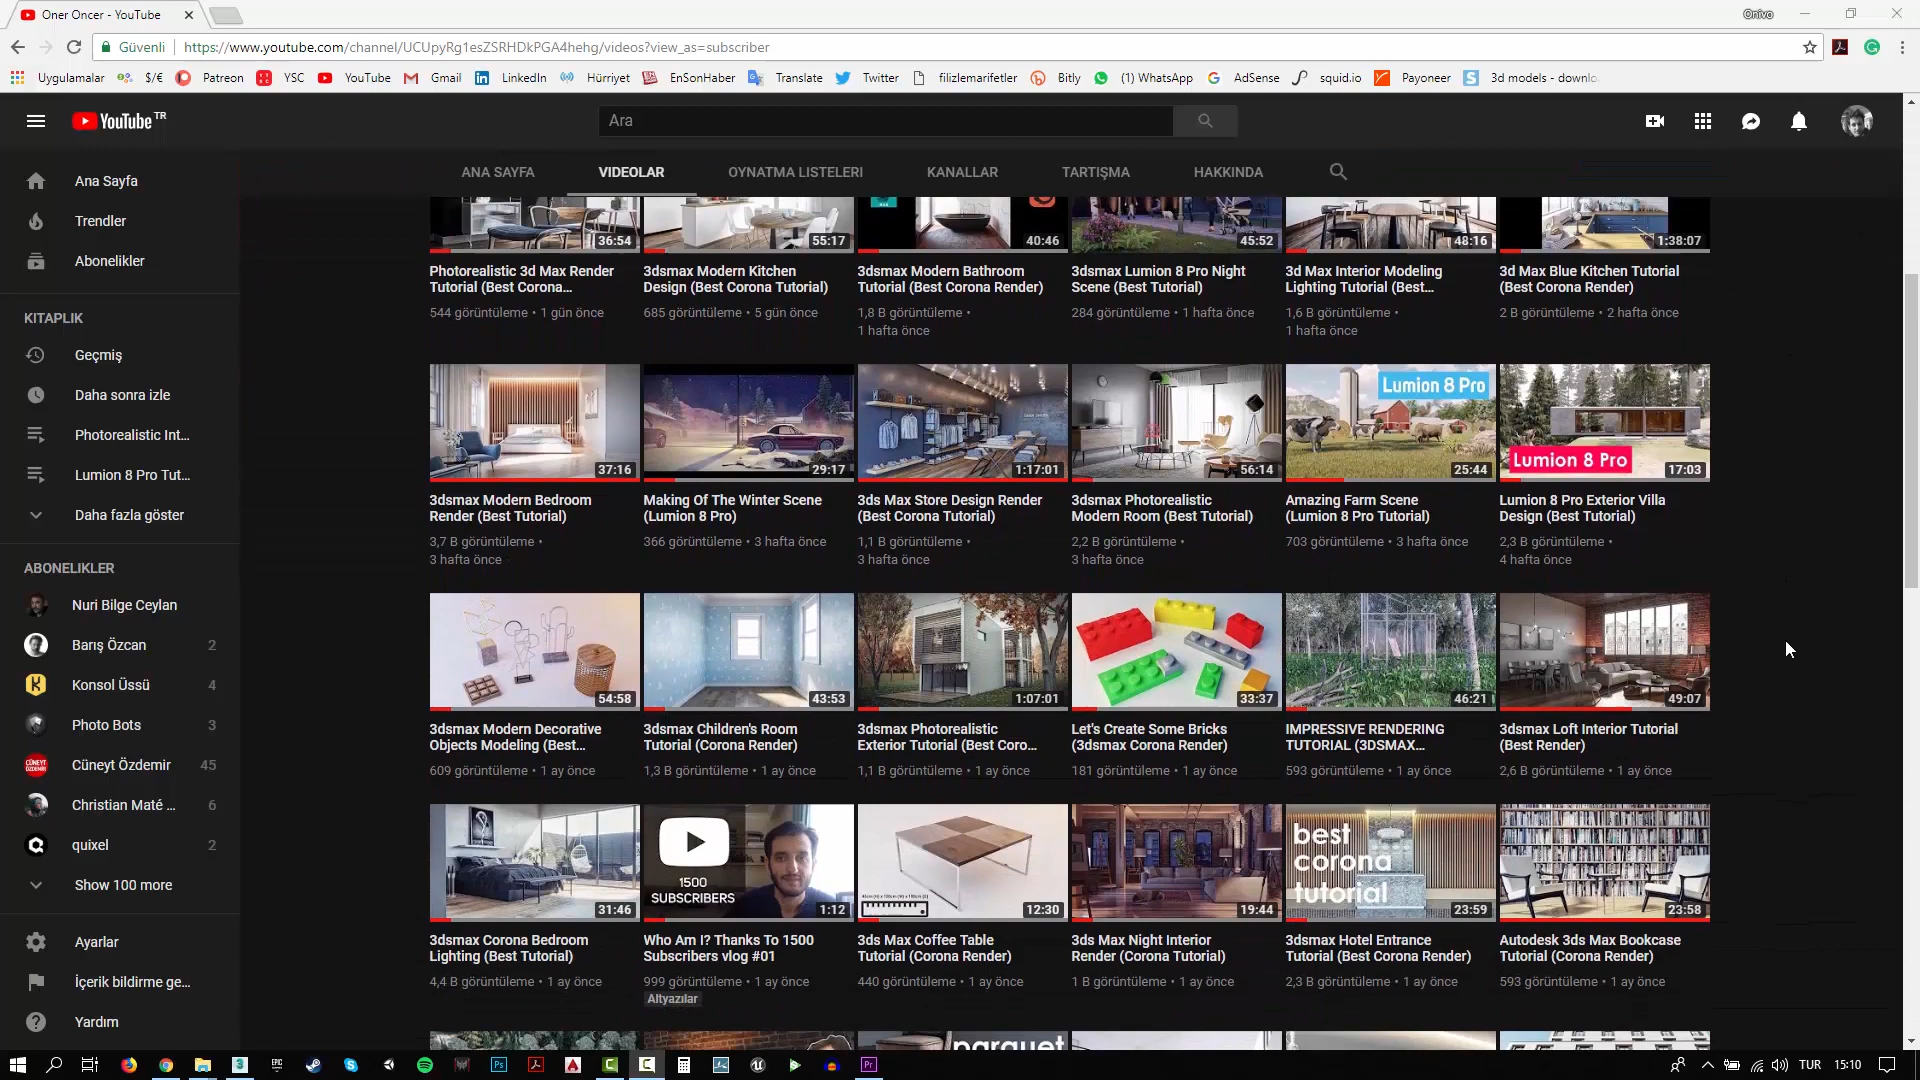 Oner Oncer - YouTube
Onivo
Güvenli
https://www.youtube.com/channel/UCUpyRg1esZSRHDkPGA4hehg/videos?view_as=subscriber
Uygulamalar $/€ Patreon YSC YouTube Gmail LinkedIn Hürriyet EnSonHaber Translate Twitter filizlemarifetler Bitly (1) WhatsApp AdSense squid.io Payoneer 3d models - downlo
YouTube TR
Ara
ANA SAYFA VIDEOLAR OYNATMA LISTELERI KANALLAR TARTIŞMA HAKKINDA
Ana Sayfa
Trendler
Abonelikler
KITAPLIK
Geçmiş
Daha sonra izle
Photorealistic Int...
Lumion 8 Pro Tut...
Daha fazla göster
ABONELIKLER
Nuri Bilge Ceylan
Barış Özcan 2
Konsol Üssü 4
Photo Bots 3
Cüneyt Özdemir 45
Christian Maté ... 6
quixel 2
Show 100 more
Ayarlar
İçerik bildirme ge...
Yardım
36:54
Photorealistic 3d Max Render
Tutorial (Best Corona...
544 görüntüleme • 1 gün önce
55:17
3dsmax Modern Kitchen
Design (Best Corona Tutorial)
685 görüntüleme • 5 gün önce
40:46
3dsmax Modern Bathroom
Tutorial (Best Corona Render)
1,8 B görüntüleme •
1 hafta önce
45:52
3dsmax Lumion 8 Pro Night
Scene (Best Tutorial)
284 görüntüleme • 1 hafta önce
48:16
3d Max Interior Modeling
Lighting Tutorial (Best...
1,6 B görüntüleme •
1 hafta önce
1:38:07
3d Max Blue Kitchen Tutorial
(Best Corona Render)
2 B görüntüleme • 2 hafta önce
37:16
3dsmax Modern Bedroom
Render (Best Tutorial)
3,7 B görüntüleme •
3 hafta önce
29:17
Making Of The Winter Scene
(Lumion 8 Pro)
366 görüntüleme • 3 hafta önce
1:17:01
3ds Max Store Design Render
(Best Corona Tutorial)
1,1 B görüntüleme •
3 hafta önce
56:14
3dsmax Photorealistic
Modern Room (Best Tutorial)
2,2 B görüntüleme •
3 hafta önce
Lumion 8 Pro
25:44
Amazing Farm Scene
(Lumion 8 Pro Tutorial)
703 görüntüleme • 3 hafta önce
Lumion 8 Pro
17:03
Lumion 8 Pro Exterior Villa
Design (Best Tutorial)
2,3 B görüntüleme •
4 hafta önce
54:58
3dsmax Modern Decorative
Objects Modeling (Best...
609 görüntüleme • 1 ay önce
43:53
3dsmax Children's Room
Tutorial (Corona Render)
1,3 B görüntüleme • 1 ay önce
1:07:01
3dsmax Photorealistic
Exterior Tutorial (Best Coro...
1,1 B görüntüleme • 1 ay önce
33:37
Let's Create Some Bricks
(3dsmax Corona Render)
181 görüntüleme • 1 ay önce
46:21
IMPRESSIVE RENDERING
TUTORIAL (3DSMAX...
593 görüntüleme • 1 ay önce
49:07
3dsmax Loft Interior Tutorial
(Best Render)
2,6 B görüntüleme • 1 ay önce
31:46
3dsmax Corona Bedroom
Lighting (Best Tutorial)
4,4 B görüntüleme • 1 ay önce
1500
SUBSCRIBERS
1:12
Who Am I? Thanks To 1500
Subscribers vlog #01
999 görüntüleme • 1 ay önce
Altyazılar
12:30
3ds Max Coffee Table
Tutorial (Corona Render)
440 görüntüleme • 1 ay önce
19:44
3ds Max Night Interior
Render (Corona Tutorial)
1 B görüntüleme • 1 ay önce
best
corona
tutorial
23:59
3dsmax Hotel Entrance
Tutorial (Best Corona Render)
2,3 B görüntüleme • 1 ay önce
23:58
Autodesk 3ds Max Bookcase
Tutorial (Corona Render)
593 görüntüleme • 1 ay önce
parquet
TUR 15:10